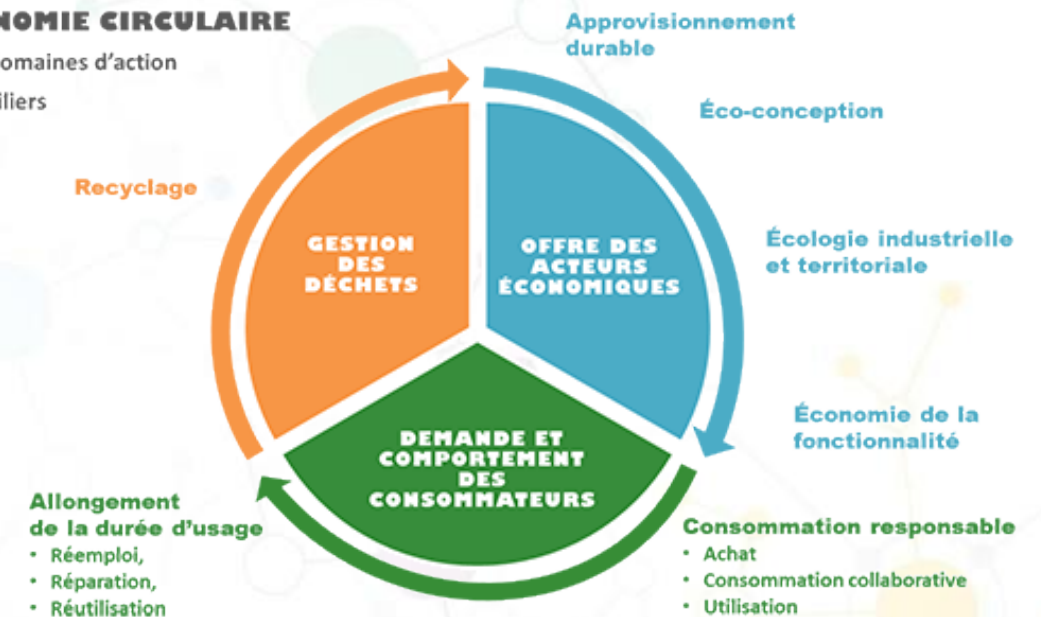 NOMIE CIRCULAIRE
omaines d'action
iliers
Approvisionnement
durable
Éco-conception
Recyclage
Écologie industrielle
et territoriale
GESTION
DES
DÉCHETS
OFFRE DES
ACTEURS
ÉCONOMIQUES
Économie de la
fonctionnalité
DEMANDE ET
COMPORTEMENT
DES
CONSOMMATEURS
Allongement
de la durée d'usage
• Réemploi,
• Réparation,
• Réutilisation
Consommation responsable
• Achat
• Consommation collaborative
• Utilisation